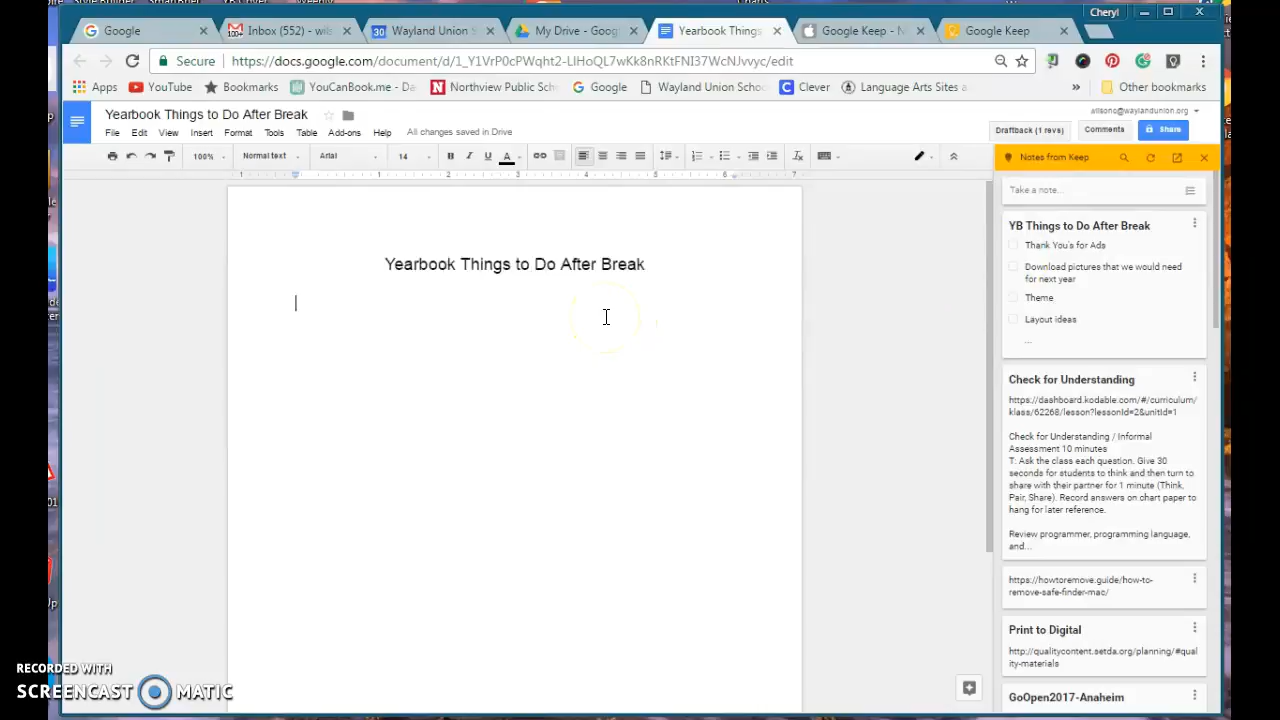 Cheryl
Google
Inbox (552) - wils
Wayland Union S
My Drive - Goog
Yearbook Things
Google Keep - N
Google Keep
Secure https://docs.google.com/document/d/1_Y1VrP0cPWqht2-LlHoQL7wKk8nRKtFNI37WcNJvvyc/edit
Apps YouTube Bookmarks YouCanBook.me - Da Northview Public Sc Google Wayland Union Scho Clever Language Arts Sites a » Other bookmarks
Yearbook Things to Do After Break
File Edit View Insert Format Tools Table Add-ons Help All changes saved in Drive
Draftback (1 revs) Comments Share
100% Normal text Arial 14 B I U A
Notes from Keep
1 1 2 3 4 5 6 7
Take a note...
YB Things to Do After Break
Thank You's for Ads
Download pictures that we would need
for next year
Theme
Layout ideas
...
Yearbook Things to Do After Break
Check for Understanding
https://dashboard.kodable.com/#/curriculum/
klass/62268/lesson?lessonId=2&unitId=1
Check for Understanding / Informal
Assessment 10 minutes
T: Ask the class each question. Give 30
seconds for students to think and then turn to
share with their partner for 1 minute (Think,
Pair, Share). Record answers on chart paper to
hang for later reference.
Review programmer, programming language,
and...
https://howtoremove.guide/how-to-
remove-safe-finder-mac/
Print to Digital
http://qualitycontent.setda.org/planning/#qual
ity-materials
GoOpen2017-Anaheim
RECORDED WITH
SCREENCAST MATIC